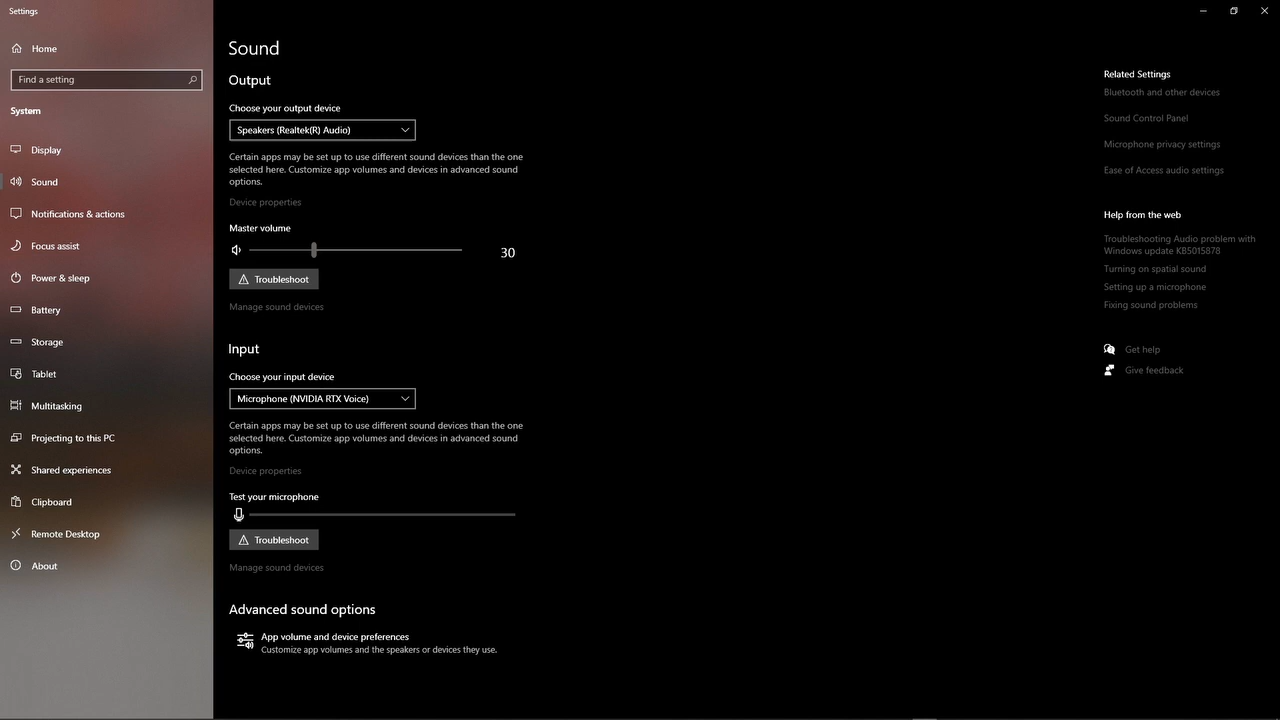 Settings
Home
Find a setting
System
Display
Sound
Notifications & actions
Focus assist
Power & sleep
Battery
Storage
Tablet
Multitasking
Projecting to this PC
Shared experiences
Clipboard
Remote Desktop
About
Sound
Output
Choose your output device
Speakers (Realtek(R) Audio)
Certain apps may be set up to use different sound devices than the one
selected here. Customize app volumes and devices in advanced sound
options.
Device properties
Master volume
30
Troubleshoot
Manage sound devices
Input
Choose your input device
Microphone (NVIDIA RTX Voice)
Certain apps may be set up to use different sound devices than the one
selected here. Customize app volumes and devices in advanced sound
options.
Device properties
Test your microphone
Troubleshoot
Manage sound devices
Advanced sound options
App volume and device preferences
Customize app volumes and the speakers or devices they use.
Related Settings
Bluetooth and other devices
Sound Control Panel
Microphone privacy settings
Ease of Access audio settings
Help from the web
Troubleshooting Audio problem with
Windows update KB5015878
Turning on spatial sound
Setting up a microphone
Fixing sound problems
Get help
Give feedback